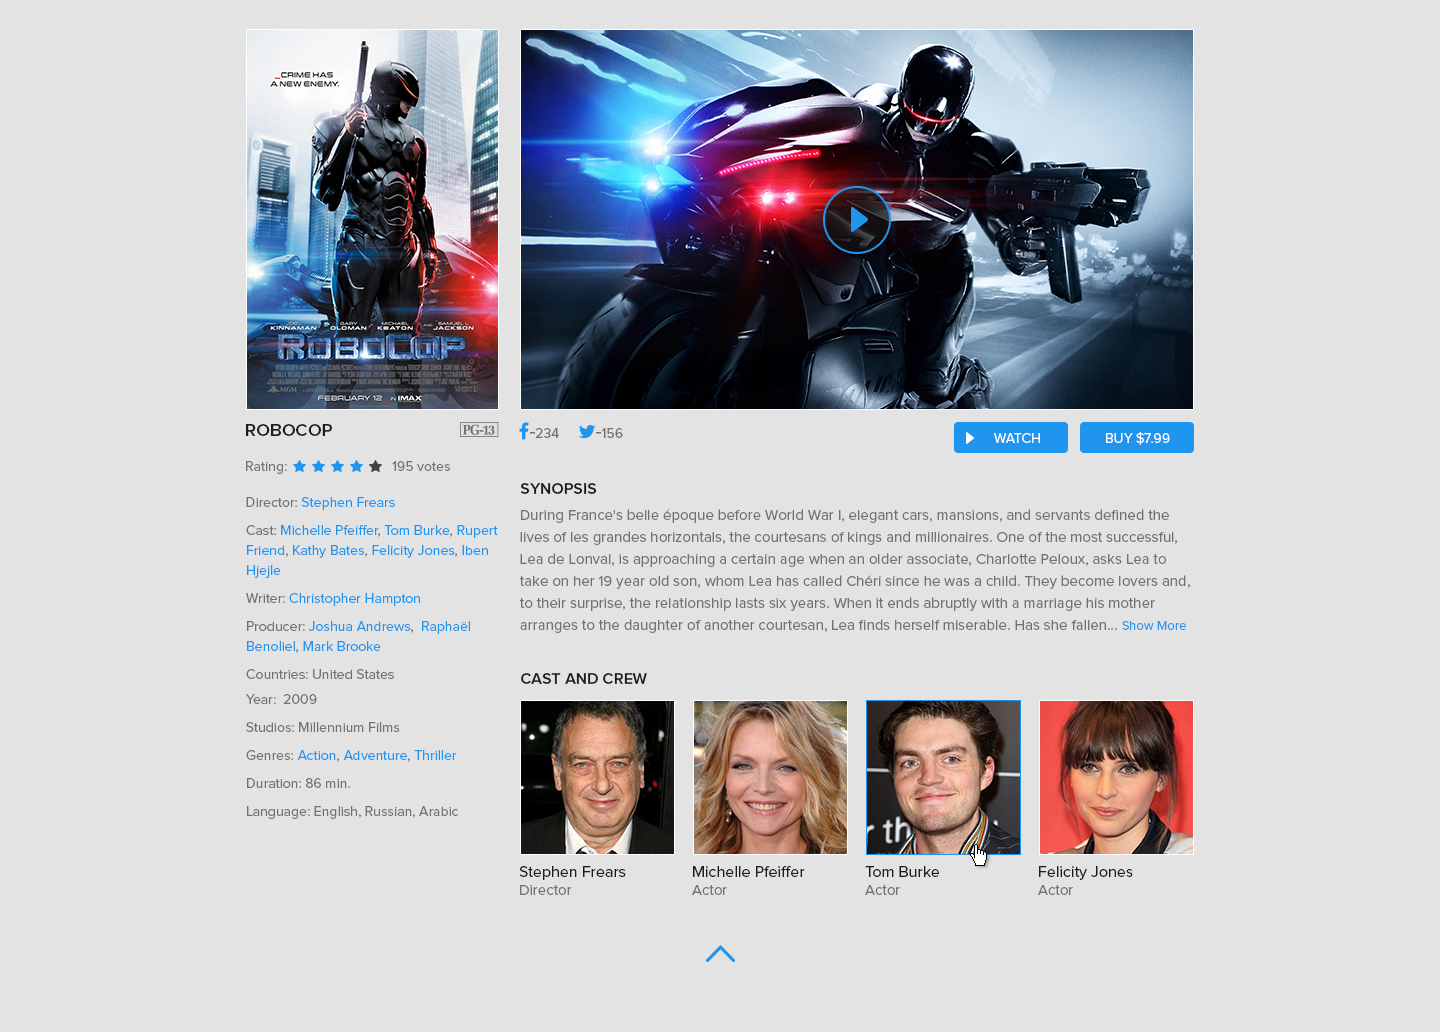 _CRIME HAS
A NEW ENEMY.
JOEL KINNAMAN GARY OLDMAN MICHAEL KEATON AND SAMUEL L. JACKSON
ROBOCOP
MGM
FEBRUARY 12 IN IMAX
ROBOCOP
PG-13
Rating: 195 votes
Director: Stephen Frears
Cast: Michelle Pfeiffer, Tom Burke, Rupert
Friend, Kathy Bates, Felicity Jones, Iben
Hjejle
Writer: Christopher Hampton
Producer: Joshua Andrews, Raphaël
Benoliel, Mark Brooke
Countries: United States
Year: 2009
Studios: Millennium Films
Genres: Action, Adventure, Thriller
Duration: 86 min.
Language: English, Russian, Arabic
-234
-156
WATCH
BUY $7.99
SYNOPSIS
During France's belle époque before World War I, elegant cars, mansions, and servants defined the
lives of les grandes horizontals, the courtesans of kings and millionaires. One of the most successful,
Lea de Lonval, is approaching a certain age when an older associate, Charlotte Peloux, asks Lea to
take on her 19 year old son, whom Lea has called Chéri since he was a child. They become lovers and,
to their surprise, the relationship lasts six years. When it ends abruptly with a marriage his mother
arranges to the daughter of another courtesan, Lea finds herself miserable. Has she fallen... Show More
CAST AND CREW
r th
Stephen Frears
Director
Michelle Pfeiffer
Actor
Tom Burke
Actor
Felicity Jones
Actor